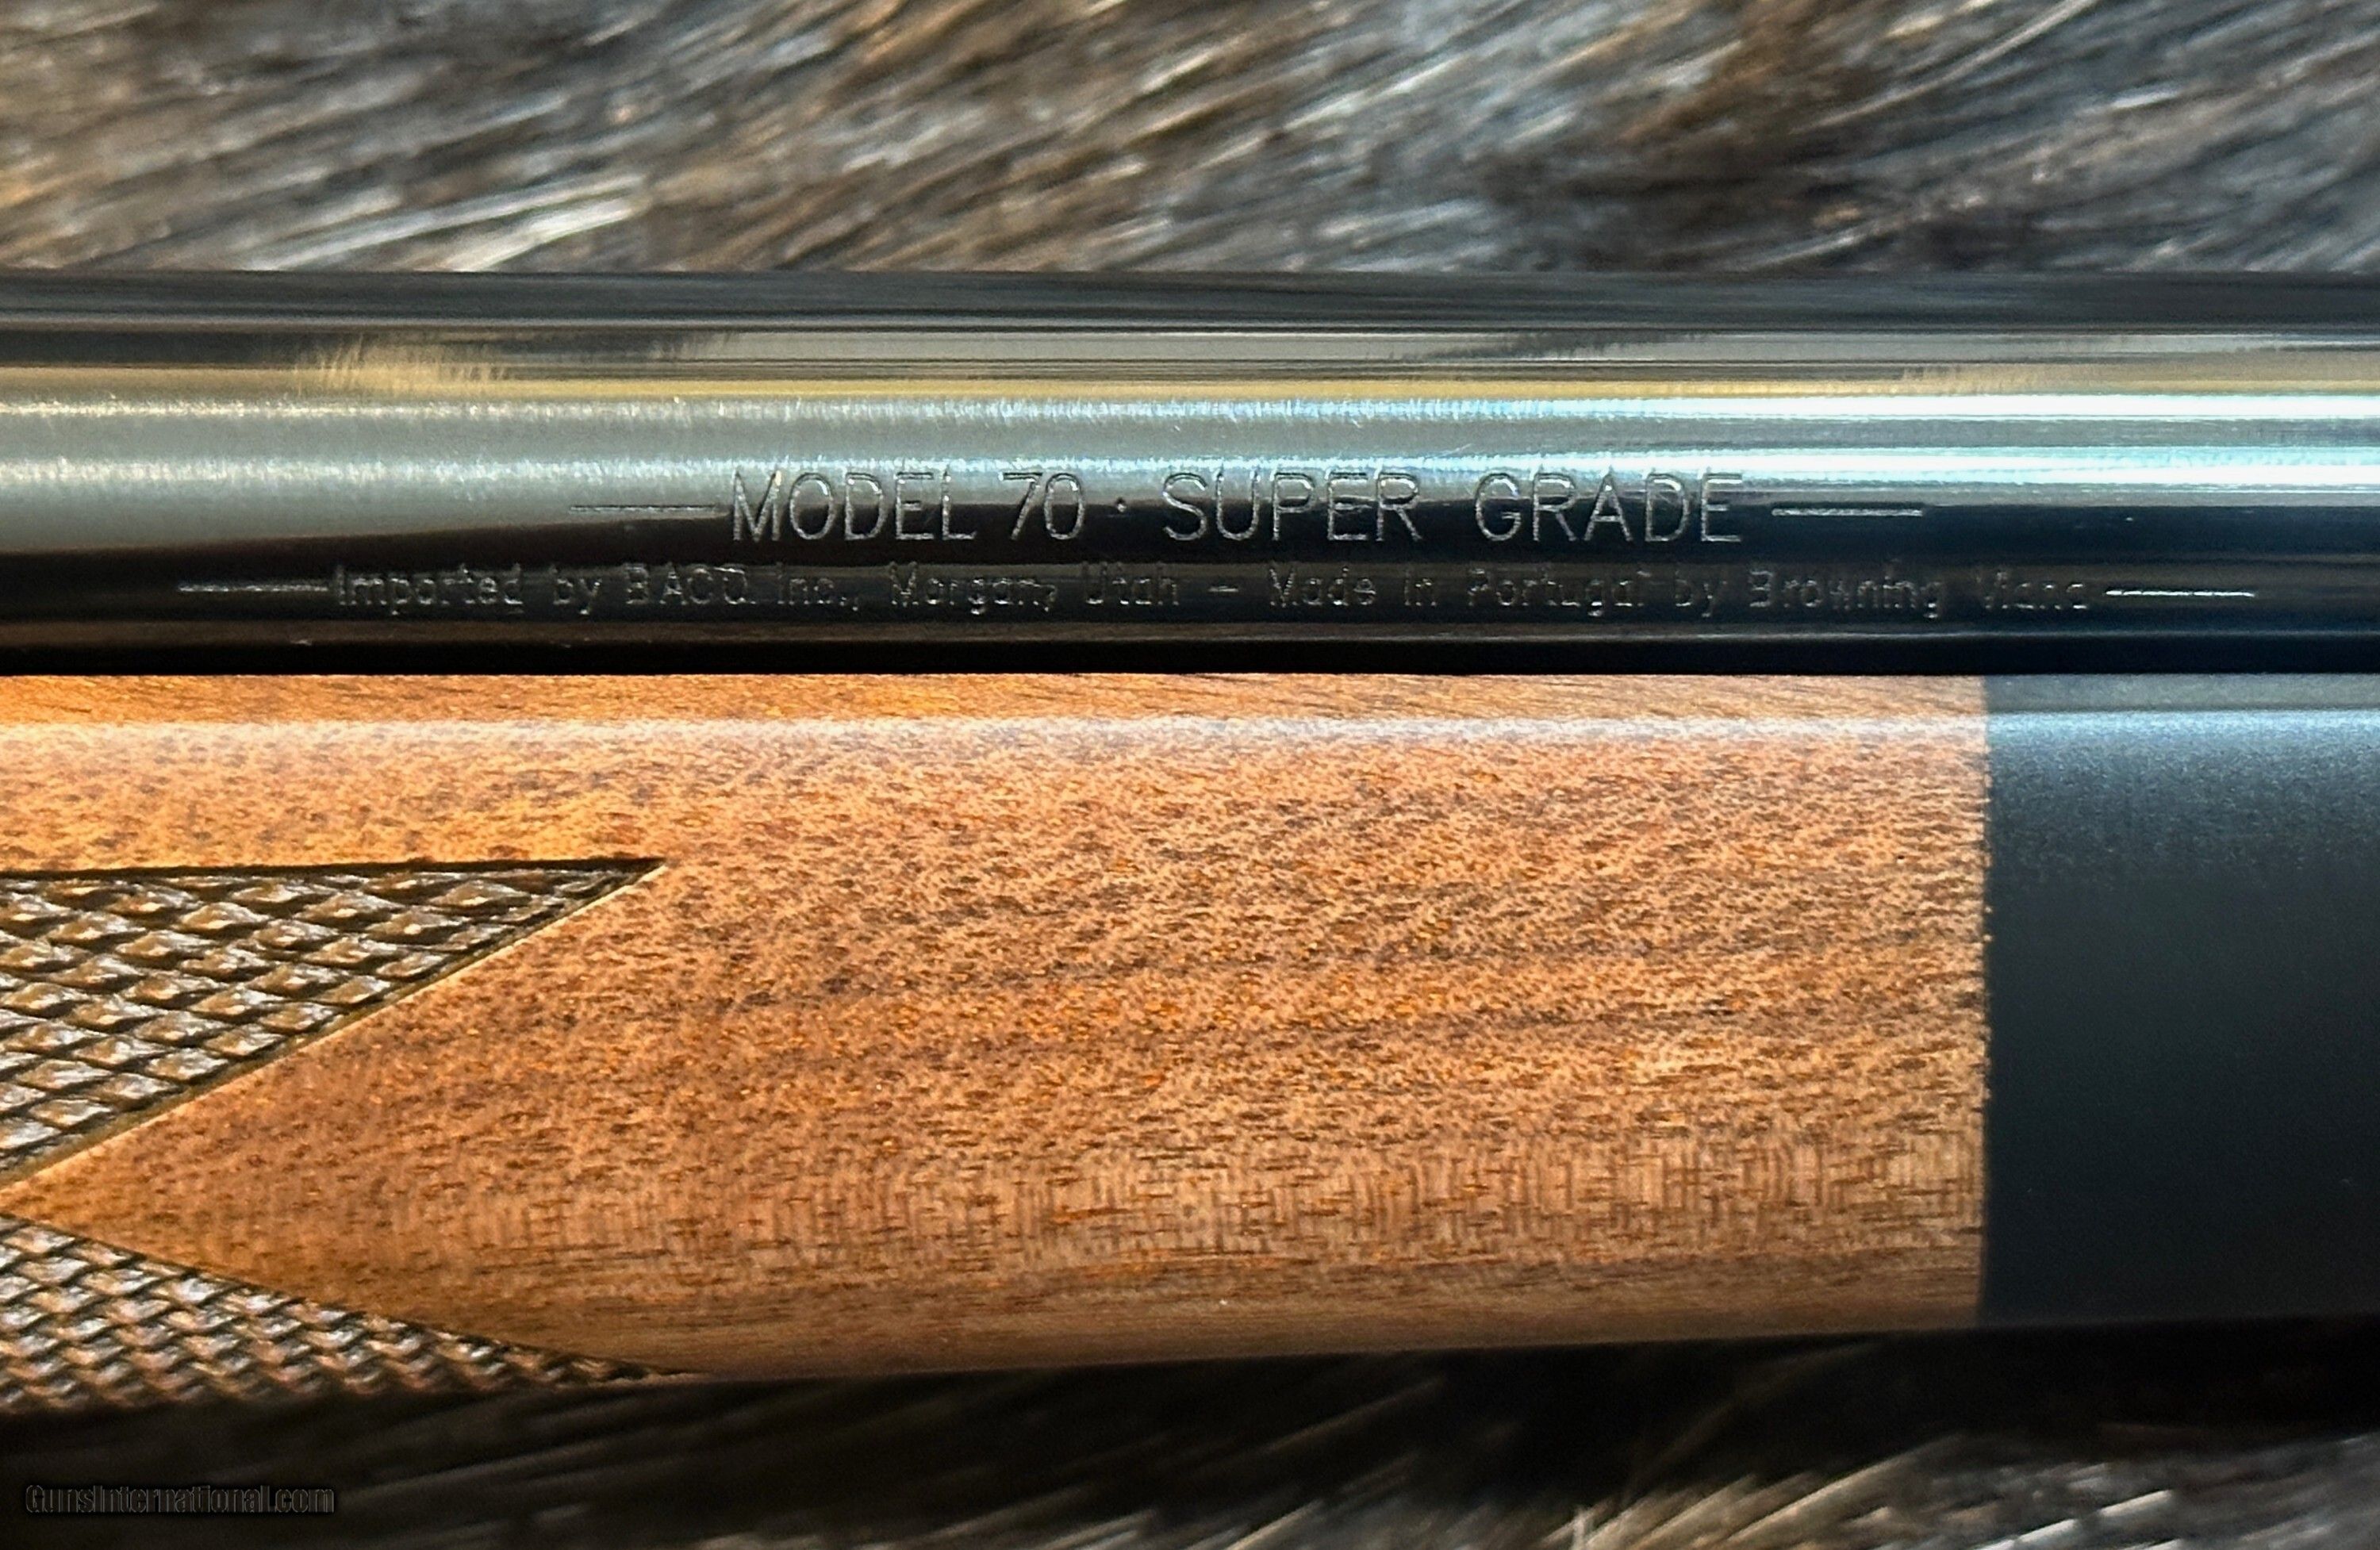 MODEL 70 · SUPER GRADE
Imported by BACO, Inc., Morgan, Utah – Made in Portugal by Browning Viana
GunsInternational.com